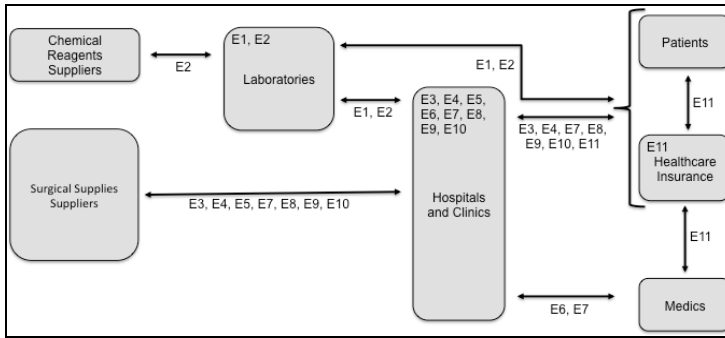 Chemical
Reagents
Suppliers
E2
E1, E2
Laboratories
E1, E2
Patients
E11
E1, E2
E3, E4, E5,
E6, E7, E8,
E9, E10
Hospitals
and Clinics
E3, E4, E7, E8,
E9, E10, E11
E11
Healthcare
Insurance
Surgical Supplies
Suppliers
E3, E4, E5, E7, E8, E9, E10
E11
E6, E7
Medics